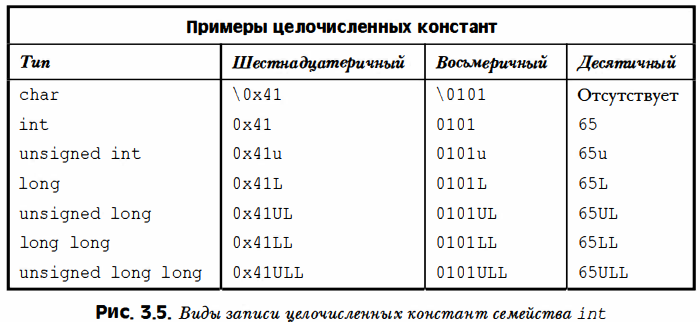 Примеры целочисленных констант
Тип Шестнадцатеричный Восьмеричный Десятичный
char \0x41 \0101 Отсутствует
int 0x41 0101 65
unsigned int 0x41u 0101u 65u
long 0x41L 0101L 65L
unsigned long 0x41UL 0101UL 65UL
long long 0x41LL 0101LL 65LL
unsigned long long 0x41ULL 0101ULL 65ULL
Рис. 3.5. Виды записи целочисленных констант семейства int